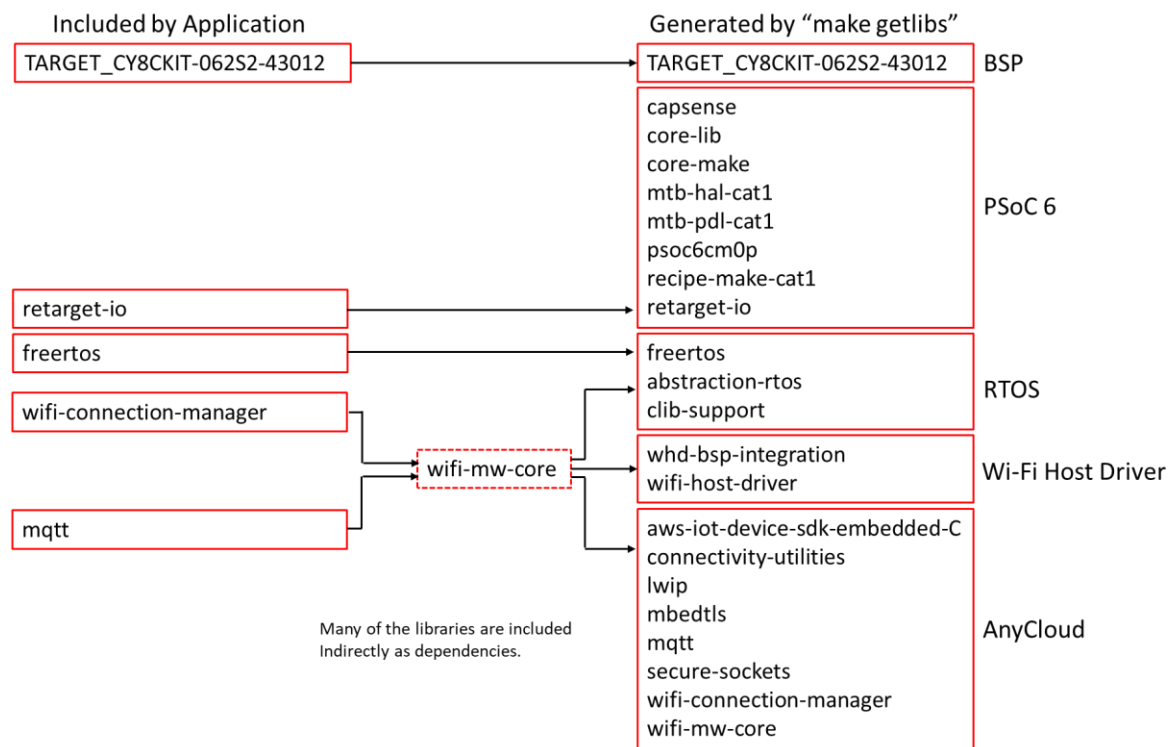 Included by Application
Generated by “make getlibs”
TARGET_CY8CKIT-062S2-43012
TARGET_CY8CKIT-062S2-43012
BSP
capsense
core-lib
core-make
mtb-hal-cat1
mtb-pdl-cat1
psoc6cm0p
recipe-make-cat1
retarget-io
PSoC 6
retarget-io
freertos
freertos
abstraction-rtos
clib-support
RTOS
wifi-connection-manager
wifi-mw-core
whd-bsp-integration
wifi-host-driver
Wi-Fi Host Driver
mqtt
aws-iot-device-sdk-embedded-C
connectivity-utilities
lwip
mbedtls
mqtt
secure-sockets
wifi-connection-manager
wifi-mw-core
AnyCloud
Many of the libraries are included
Indirectly as dependencies.